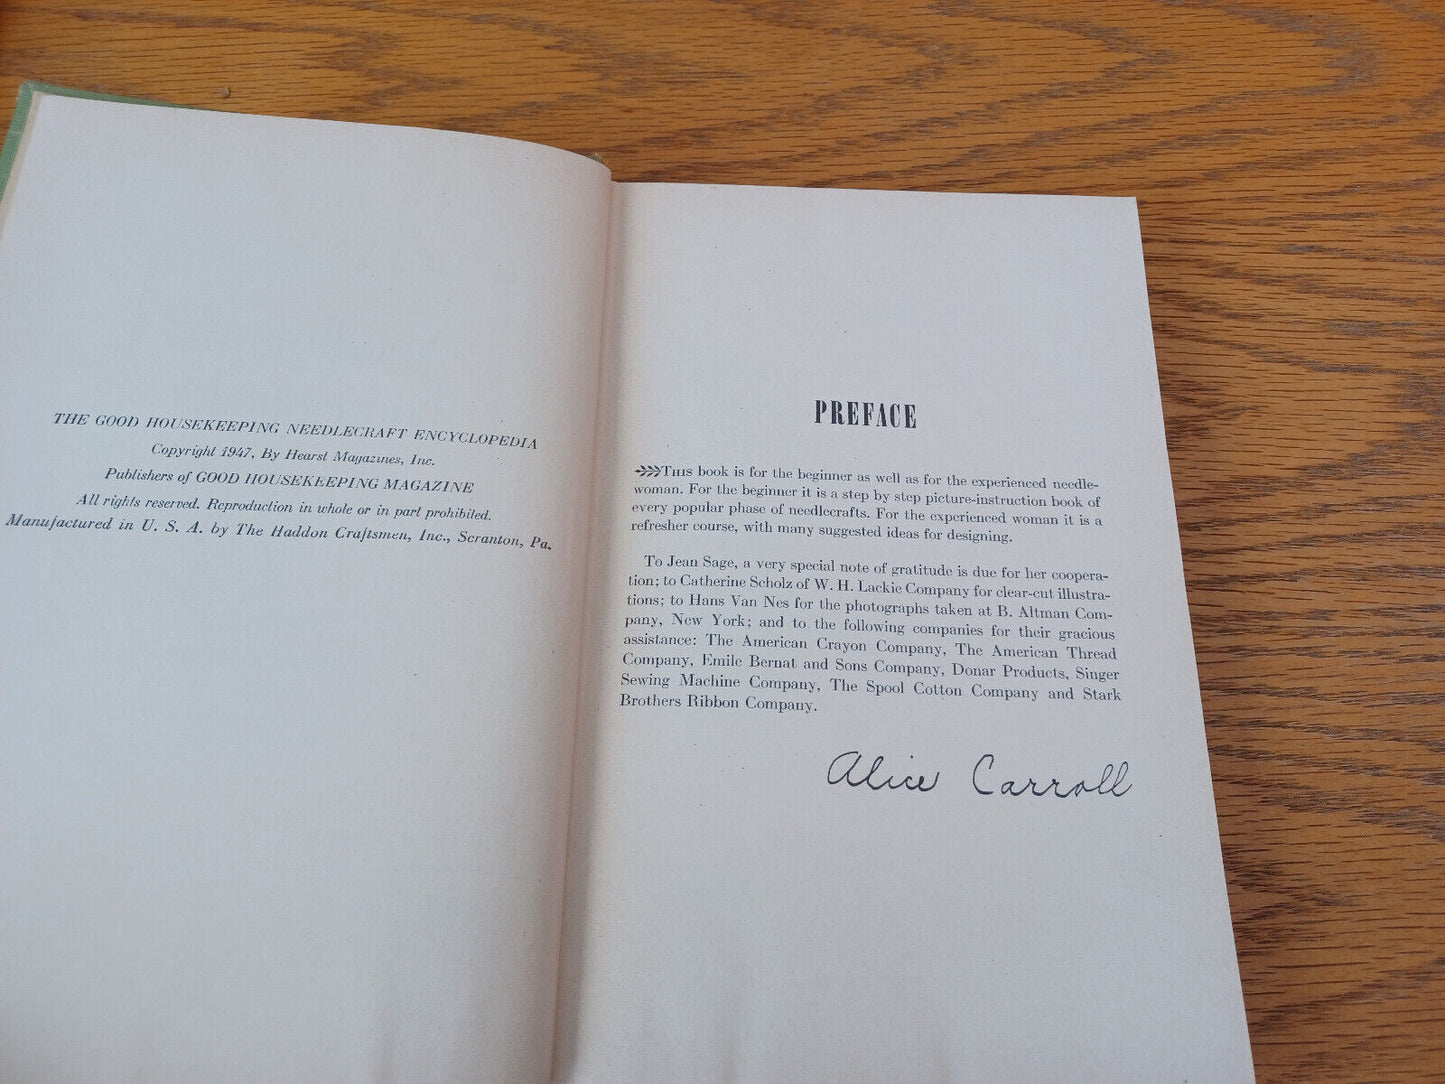 THE GOOD HOUSEKEEPING NEEDLECRAFT ENCYCLOPEDIA
Copyright 1947, By Hearst Magazines, Inc.
Publishers of GOOD HOUSEKEEPING MAGAZINE
All rights reserved. Reproduction in whole or in part prohibited.
Manufactured in U. S. A. by The Haddon Craftsmen, Inc., Scranton, Pa.
PREFACE
THIS book is for the beginner as well as for the experienced needle-
woman. For the beginner it is a step by step picture-instruction book of
every popular phase of needlecrafts. For the experienced woman it is a
refresher course, with many suggested ideas for designing.
To Jean Sage, a very special note of gratitude is due for her coopera-
tion; to Catherine Scholz of W. H. Lackie Company for clear-cut illustra-
tions; to Hans Van Nes for the photographs taken at B. Altman Com-
pany, New York; and to the following companies for their gracious
assistance: The American Crayon Company, The American Thread
Company, Emile Bernat and Sons Company, Donar Products, Singer
Sewing Machine Company, The Spool Cotton Company and Stark
Brothers Ribbon Company.
Alice Carroll